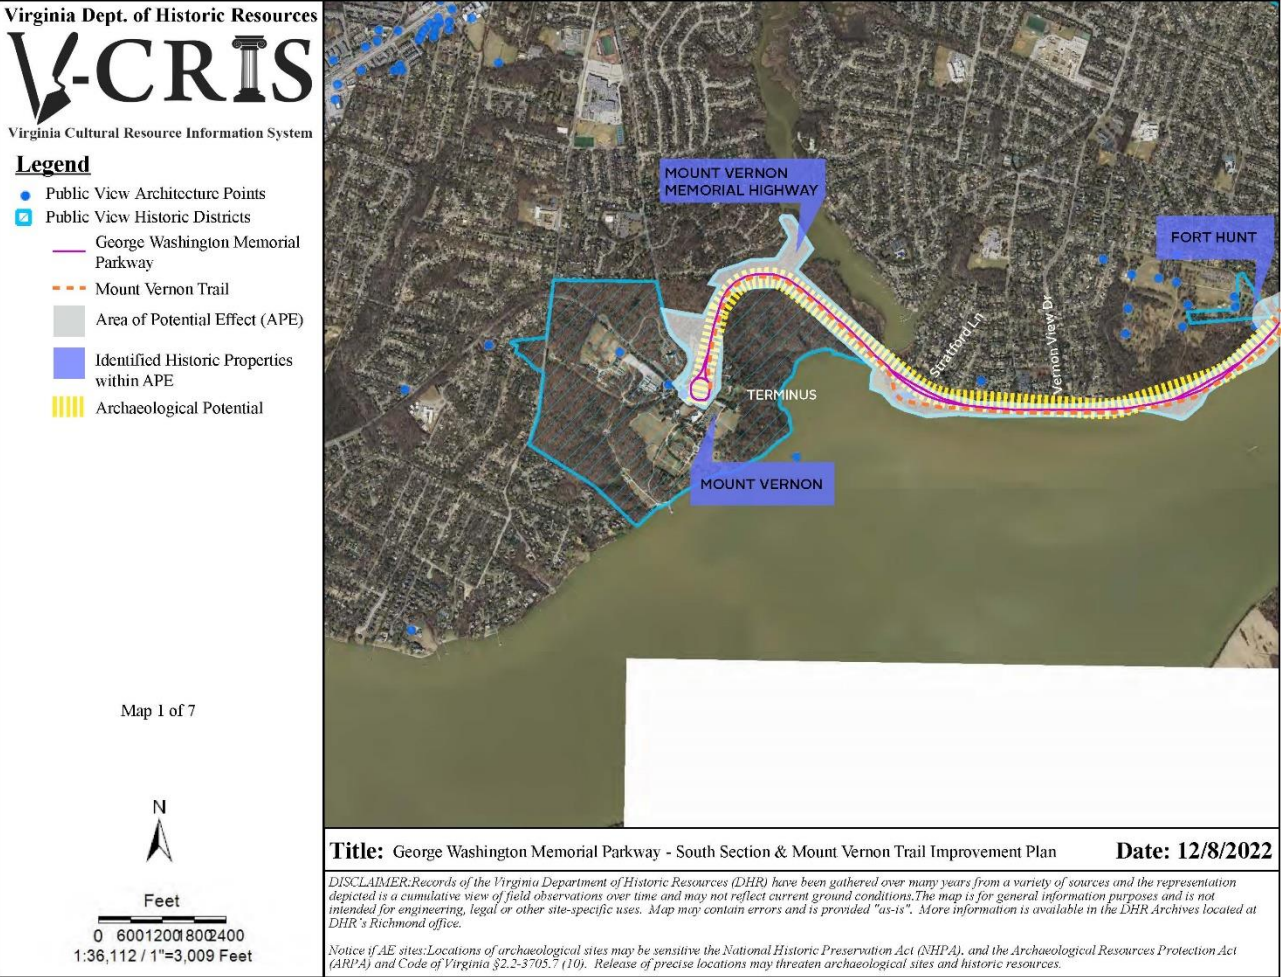 Virginia Dept. of Historic Resources
V-CRIS
Virginia Cultural Resource Information System
Legend
Public View Architecture Points
Public View Historic Districts
George Washington Memorial
Parkway
Mount Vernon Trail
Area of Potential Effect (APE)
Identified Historic Properties
within APE
Archaeological Potential
Map 1 of 7
N
Feet
0 600120018002400
1:36,112 / 1"=3,009 Feet
MOUNT VERNON
MEMORIAL HIGHWAY
FORT HUNT
Stratford Ln
Vernon View Dr
TERMINUS
MOUNT VERNON
Title: George Washington Memorial Parkway - South Section & Mount Vernon Trail Improvement Plan Date: 12/8/2022
DISCLAIMER:Records of the Virginia Department of Historic Resources (DHR) have been gathered over many years from a variety of sources and the representation
depicted is a cumulative view of field observations over time and may not reflect current ground conditions.The map is for general information purposes and is not
intended for engineering, legal or other site-specific uses. Map may contain errors and is provided "as-is". More information is available in the DHR Archives located at
DHR's Richmond office.
Notice if AE sites:Locations of archaeological sites may be sensitive the National Historic Preservation Act (NHPA), and the Archaeological Resources Protection Act
(ARPA) and Code of Virginia §2.2-3705.7 (10). Release of precise locations may threaten archaeological sites and historic resources.